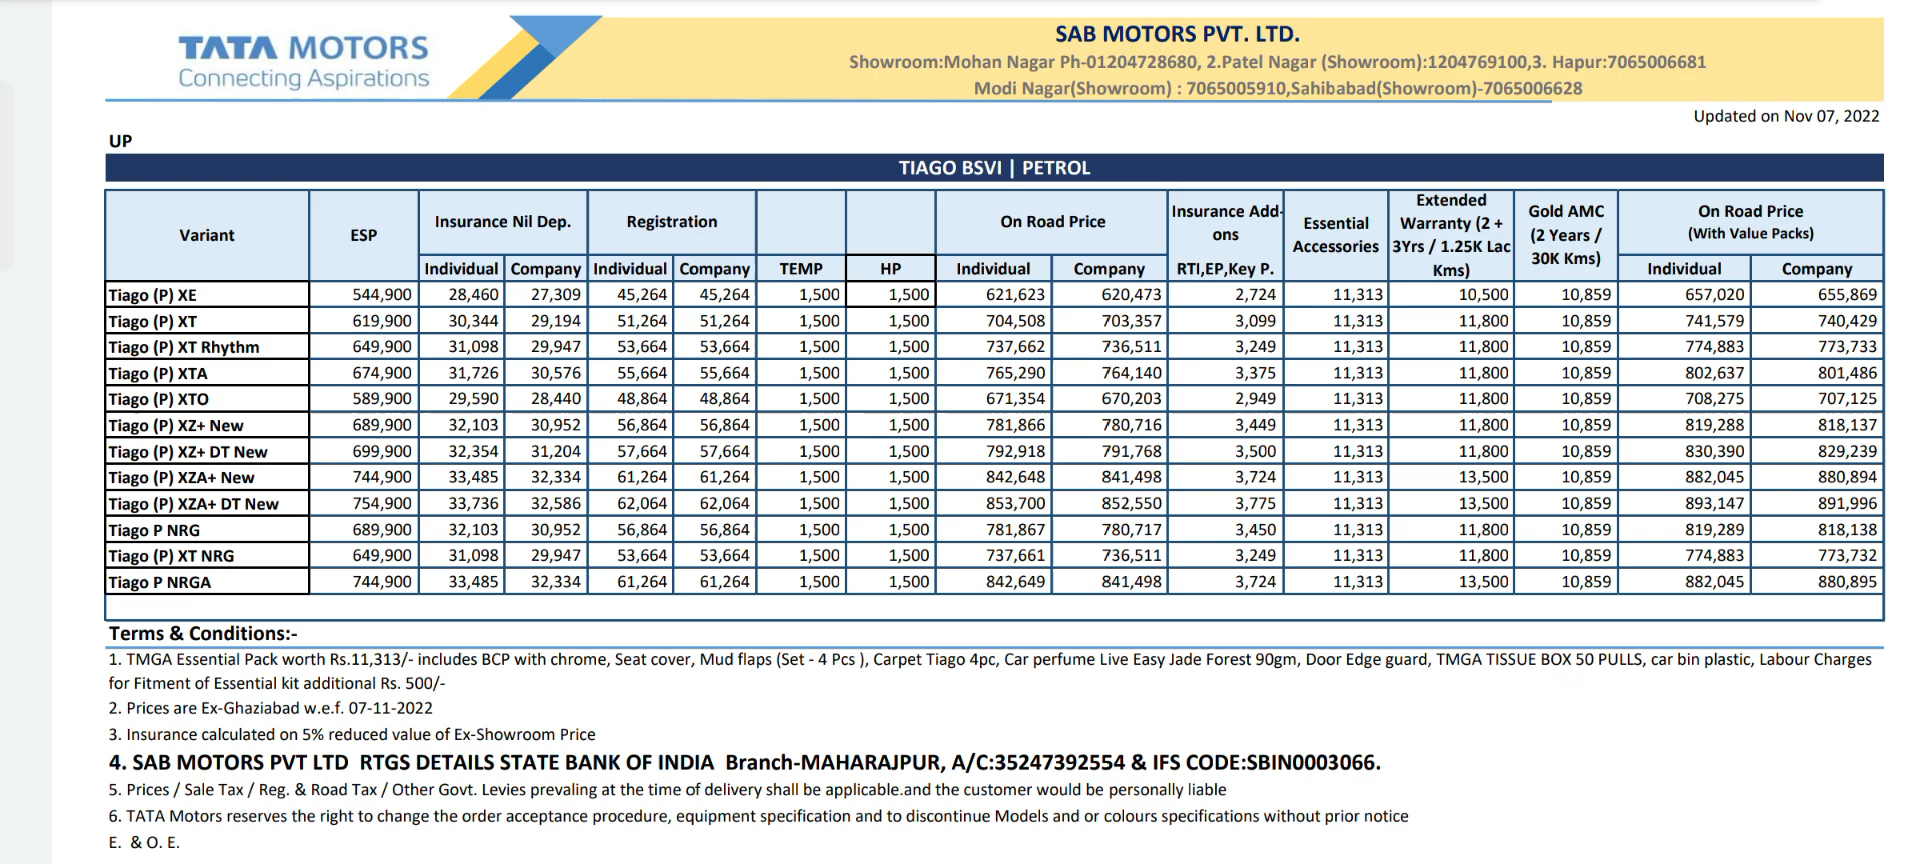 TATA MOTORS
Connecting Aspirations
SAB MOTORS PVT. LTD.
Showroom:Mohan Nagar Ph-01204728680, 2.Patel Nagar (Showroom):1204769100,3. Hapur:7065006681
Modi Nagar(Showroom) : 7065005910,Sahibabad(Showroom)-7065006628
Updated on Nov 07, 2022
UP
TIAGO BSVI | PETROL
Variant ESP Insurance Nil Dep. Registration On Road Price Insurance Add-ons Essential Accessories Extended Warranty (2 + 3Yrs / 1.25K Lac Kms) Gold AMC (2 Years / 30K Kms) On Road Price (With Value Packs)
Individual Company Individual Company TEMP HP Individual Company RTI,EP,Key P. Individual Company
Tiago (P) XE 544,900 28,460 27,309 45,264 45,264 1,500 1,500 621,623 620,473 2,724 11,313 10,500 10,859 657,020 655,869
Tiago (P) XT 619,900 30,344 29,194 51,264 51,264 1,500 1,500 704,508 703,357 3,099 11,313 11,800 10,859 741,579 740,429
Tiago (P) XT Rhythm 649,900 31,098 29,947 53,664 53,664 1,500 1,500 737,662 736,511 3,249 11,313 11,800 10,859 774,883 773,733
Tiago (P) XTA 674,900 31,726 30,576 55,664 55,664 1,500 1,500 765,290 764,140 3,375 11,313 11,800 10,859 802,637 801,486
Tiago (P) XTO 589,900 29,590 28,440 48,864 48,864 1,500 1,500 671,354 670,203 2,949 11,313 11,800 10,859 708,275 707,125
Tiago (P) XZ+ New 689,900 32,103 30,952 56,864 56,864 1,500 1,500 781,866 780,716 3,449 11,313 11,800 10,859 819,288 818,137
Tiago (P) XZ+ DT New 699,900 32,354 31,204 57,664 57,664 1,500 1,500 792,918 791,768 3,500 11,313 11,800 10,859 830,390 829,239
Tiago (P) XZA+ New 744,900 33,485 32,334 61,264 61,264 1,500 1,500 842,648 841,498 3,724 11,313 13,500 10,859 882,045 880,894
Tiago (P) XZA+ DT New 754,900 33,736 32,586 62,064 62,064 1,500 1,500 853,700 852,550 3,775 11,313 13,500 10,859 893,147 891,996
Tiago P NRG 689,900 32,103 30,952 56,864 56,864 1,500 1,500 781,867 780,717 3,450 11,313 11,800 10,859 819,289 818,138
Tiago (P) XT NRG 649,900 31,098 29,947 53,664 53,664 1,500 1,500 737,661 736,511 3,249 11,313 11,800 10,859 774,883 773,732
Tiago P NRGA 744,900 33,485 32,334 61,264 61,264 1,500 1,500 842,649 841,498 3,724 11,313 13,500 10,859 882,045 880,895
Terms & Conditions:-
1. TMGA Essential Pack worth Rs.11,313/- includes BCP with chrome, Seat cover, Mud flaps (Set - 4 Pcs ), Carpet Tiago 4pc, Car perfume Live Easy Jade Forest 90gm, Door Edge guard, TMGA TISSUE BOX 50 PULLS, car bin plastic, Labour Charges
for Fitment of Essential kit additional Rs. 500/-
2. Prices are Ex-Ghaziabad w.e.f. 07-11-2022
3. Insurance calculated on 5% reduced value of Ex-Showroom Price
4. SAB MOTORS PVT LTD RTGS DETAILS STATE BANK OF INDIA Branch-MAHARAJPUR, A/C:35247392554 & IFS CODE:SBIN0003066.
5. Prices / Sale Tax / Reg. & Road Tax / Other Govt. Levies prevaling at the time of delivery shall be applicable.and the customer would be personally liable
6. TATA Motors reserves the right to change the order acceptance procedure, equipment specification and to discontinue Models and or colours specifications without prior notice
E. & O. E.